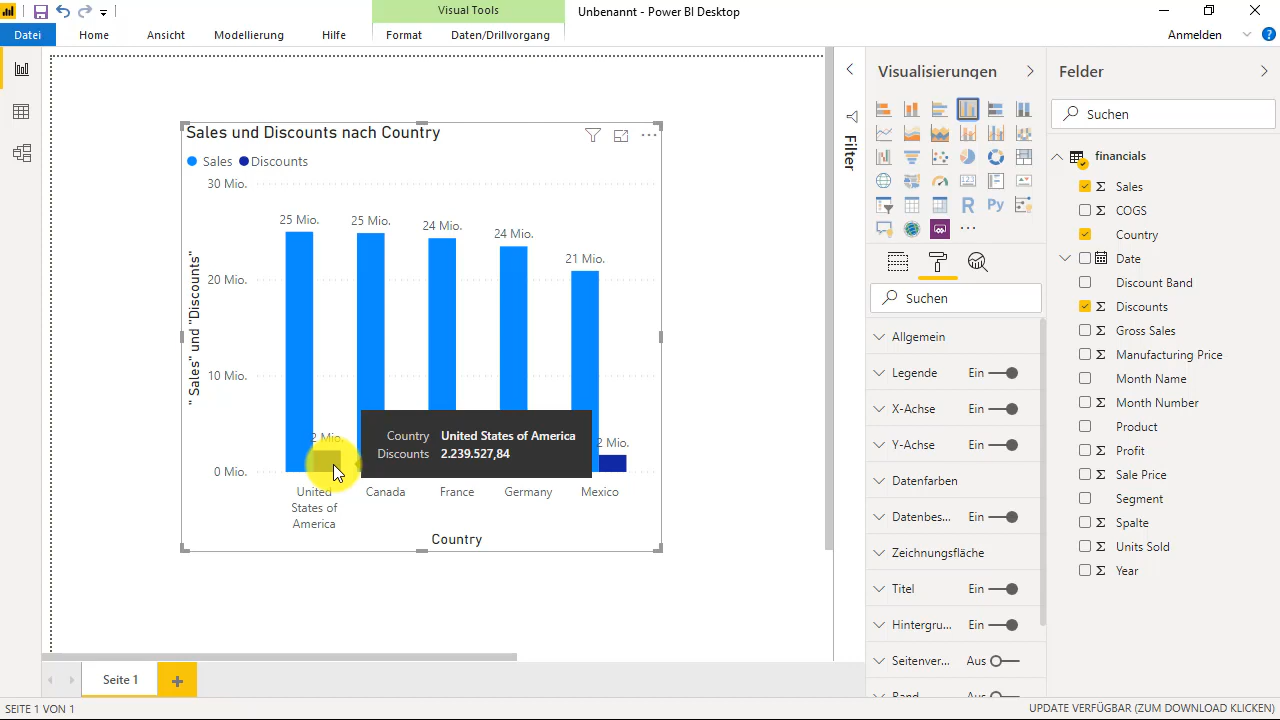 Visual Tools
Unbenannt - Power BI Desktop
Datei
Home
Ansicht
Modellierung
Hilfe
Format
Daten/Drillvorgang
Anmelden
?
Sales und Discounts nach Country
Sales
Discounts
30 Mio.
20 Mio.
10 Mio.
0 Mio.
" Sales" und "Discounts"
25 Mio.
25 Mio.
24 Mio.
24 Mio.
21 Mio.
2 Mio.
2 Mio.
Country United States of America
Discounts 2.239.527,84
United
States of
America
Canada
France
Germany
Mexico
Country
Filter
Visualisierungen
R
Py
Suchen
Allgemein
Legende Ein
X-Achse Ein
Y-Achse Ein
Datenfarben
Datenbes... Ein
Zeichnungsfläche
Titel Ein
Hintergru... Ein
Seitenver... Aus
Rand Aus
Felder
Suchen
financials
Σ Sales
Σ COGS
Country
Date
Discount Band
Σ Discounts
Σ Gross Sales
Σ Manufacturing Price
Month Name
Σ Month Number
Product
Σ Profit
Σ Sale Price
Segment
Σ Spalte
Σ Units Sold
Σ Year
Seite 1
SEITE 1 VON 1
UPDATE VERFÜGBAR (ZUM DOWNLOAD KLICKEN)